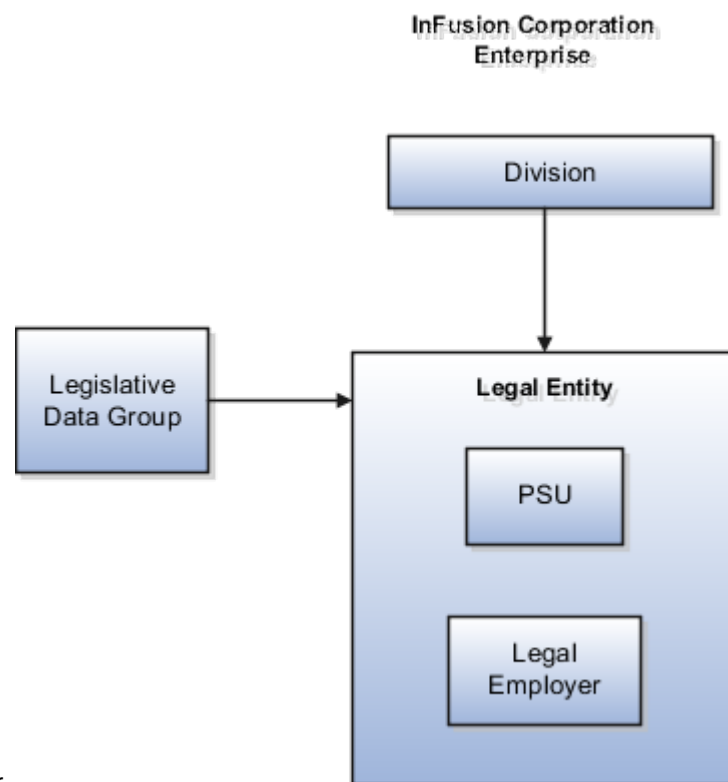 InFusion Corporation
Enterprise
Division
Legislative
Data Group
Legal Entity
PSU
Legal
Employer